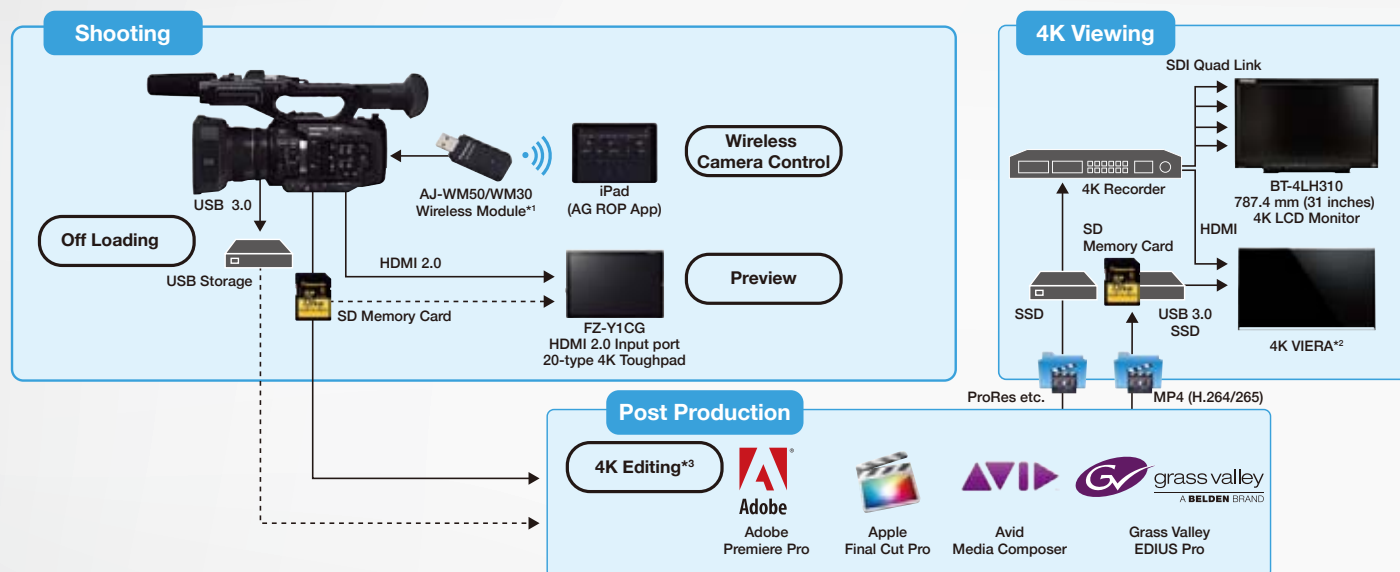 Shooting
USB 3.0
Off Loading
USB Storage
AJ-WM50/WM30
Wireless Module*1
iPad
(AG ROP App)
Wireless
Camera Control
HDMI 2.0
SD Memory Card
FZ-Y1CG
HDMI 2.0 Input port
20-type 4K Toughpad
Preview
4K Viewing
SDI Quad Link
4K Recorder
BT-4LH310
787.4 mm (31 inches)
4K LCD Monitor
SD
Memory Card
HDMI
SSD
USB 3.0
SSD
4K VIERA*2
ProRes etc.
MP4 (H.264/265)
Post Production
4K Editing*3
Adobe
Adobe
Premiere Pro
Apple
Final Cut Pro
AVID
Avid
Media Composer
GV grass valley
A BELDEN BRAND
Grass Valley
EDIUS Pro